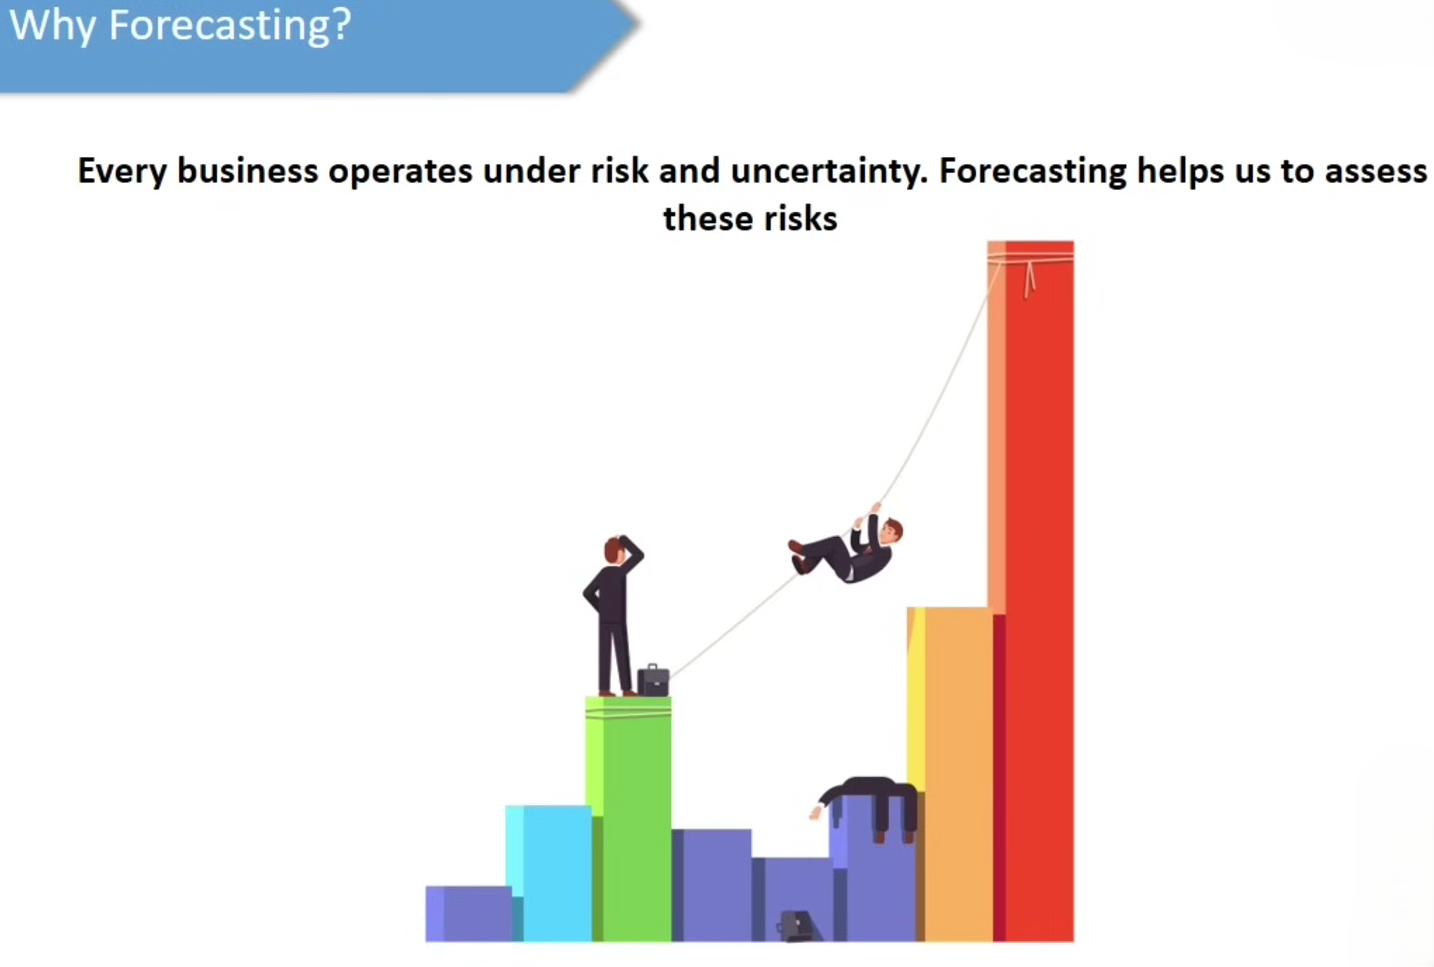 Why Forecasting?
Every business operates under risk and uncertainty. Forecasting helps us to assess
these risks